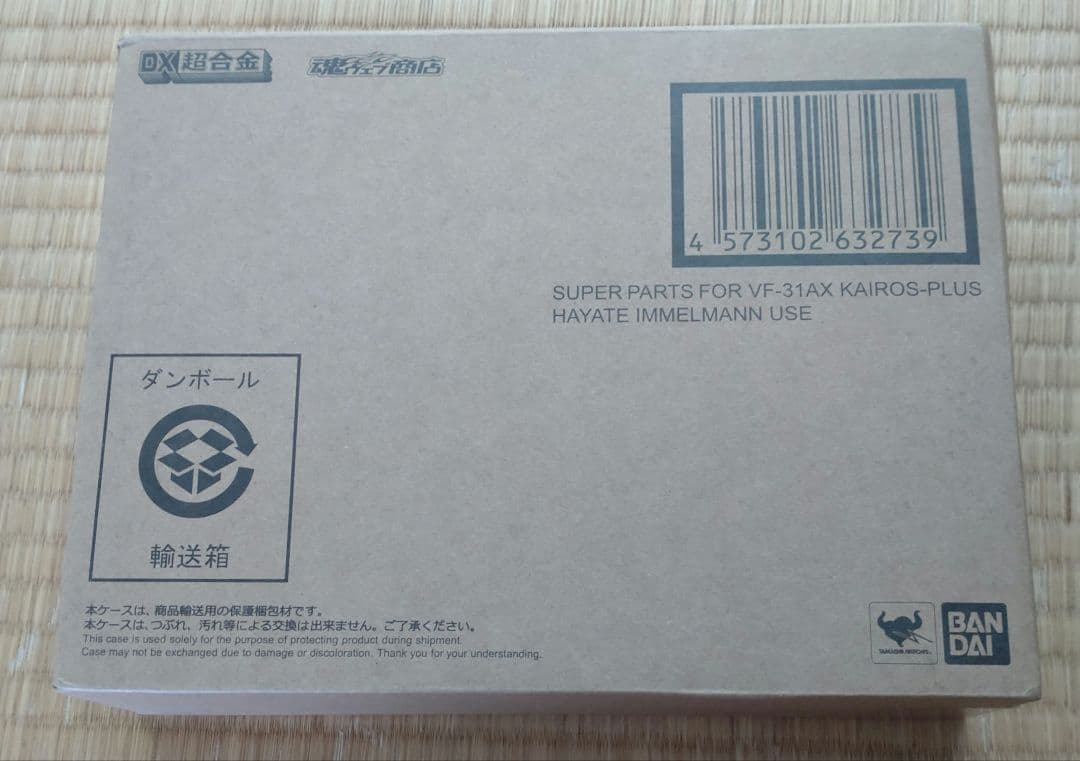 DX超合金
魂ウェブ商店
4 573102 632739
SUPER PARTS FOR VF-31AX KAIROS-PLUS
HAYATE IMMELMANN USE
ダンボール
輸送箱
本ケースは、商品輸送用の保護梱包材です。
本ケースは、つぶれ、汚れ等による交換は出来ません。ご了承ください。
This case is used solely for the purpose of protecting product during shipment.
Case may not be exchanged due to damage or discoloration. Thank you for your understanding.
TAMASHII NATIONS
BAN
DAI